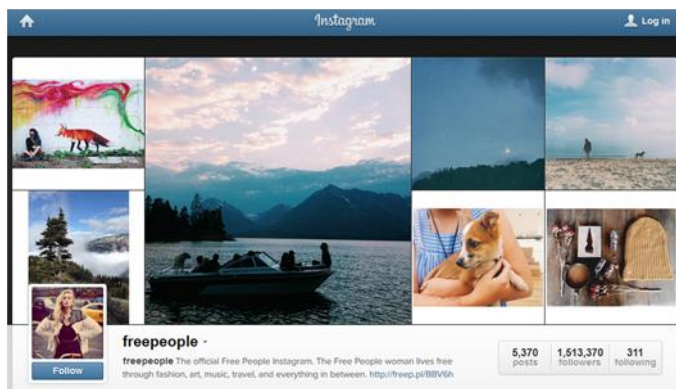 Instagram
Log in
freepeople
freepeople The official Free People Instagram. The Free People woman lives free
through fashion, art, music, travel, and everything in between. http://freep.pl/BBV6h
Follow
5,370 1,513,370 311
posts followers following